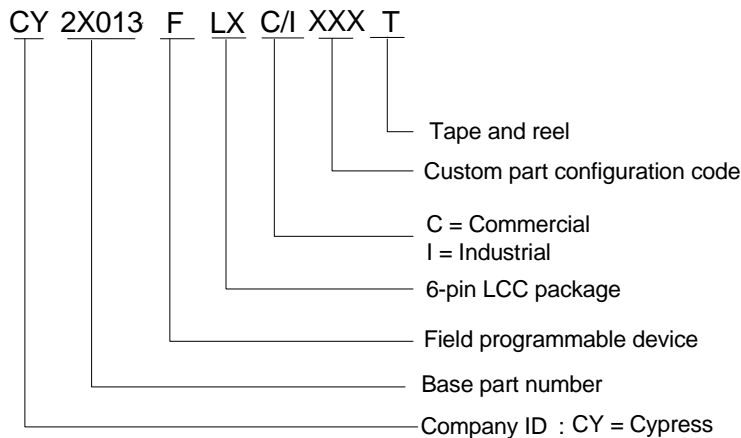 CY 2X013 F LX C/I XXX T
Tape and reel
Custom part configuration code
C = Commercial
I = Industrial
6-pin LCC package
Field programmable device
Base part number
Company ID : CY = Cypress